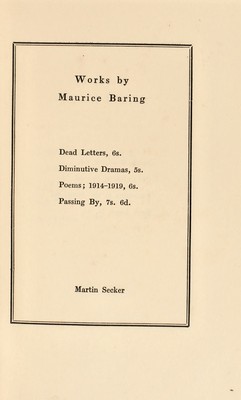 Works by
Maurice Baring
Dead Letters, 6s.
Diminutive Dramas, 5s.
Poems; 1914-1919, 6s.
Passing By, 7s. 6d.
Martin Secker